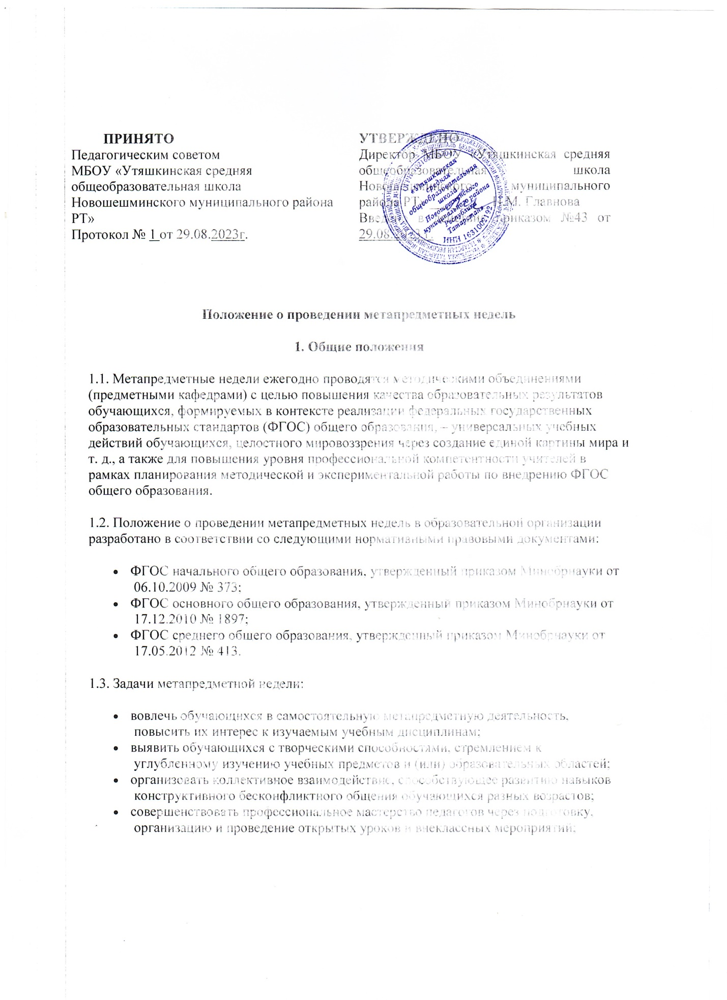 ПРИНЯТО
Педагогическим советом
МБОУ «Утяшкинская средняя
общеобразовательная школа
Новошешминского муниципального района
РТ»
Протокол № 1 от 29.08.2023г.
УТВЕРЖДЕНО
Директор МБОУ «Утяшкинская средняя
общеобразовательная школа
Новошешминского муниципального
района РТ Н.М. Главнова
Введено в действие приказом №43 от
29.08.2023 г.
«Утяшкинская
средняя
общеобразовательная
школа
Новошешминского
муниципального района
Республики
Татарстан»
ИНН 1631002192
Положение о проведении метапредметных недель
1. Общие положения
1.1. Метапредметные недели ежегодно проводятся методическими объединениями
(предметными кафедрами) с целью повышения качества образовательных результатов
обучающихся, формируемых в контексте реализации федеральных государственных
образовательных стандартов (ФГОС) общего образования, – универсальных учебных
действий обучающихся, целостного мировоззрения через создание единой картины мира и
т. д., а также для повышения уровня профессиональной компетентности учителей в
рамках планирования методической и экспериментальной работы по внедрению ФГОС
общего образования.
1.2. Положение о проведении метапредметных недель в образовательной организации
разработано в соответствии со следующими нормативными правовыми документами:
• ФГОС начального общего образования, утвержденный приказом Минобрнауки от
06.10.2009 № 373;
• ФГОС основного общего образования, утвержденный приказом Минобрнауки от
17.12.2010 № 1897;
• ФГОС среднего общего образования, утвержденный приказом Минобрнауки от
17.05.2012 № 413.
1.3. Задачи метапредметной недели:
• вовлечь обучающихся в самостоятельную метапредметную деятельность,
повысить их интерес к изучаемым учебным дисциплинам;
• выявить обучающихся с творческими способностями, стремлением к
углубленному изучению учебных предметов и (или) образовательных областей;
• организовать коллективное взаимодействие, способствующее развитию навыков
конструктивного бесконфликтного общения обучающихся разных возрастов;
• совершенствовать профессиональное мастерство педагогов через подготовку,
организацию и проведение открытых уроков и внеклассных мероприятий;